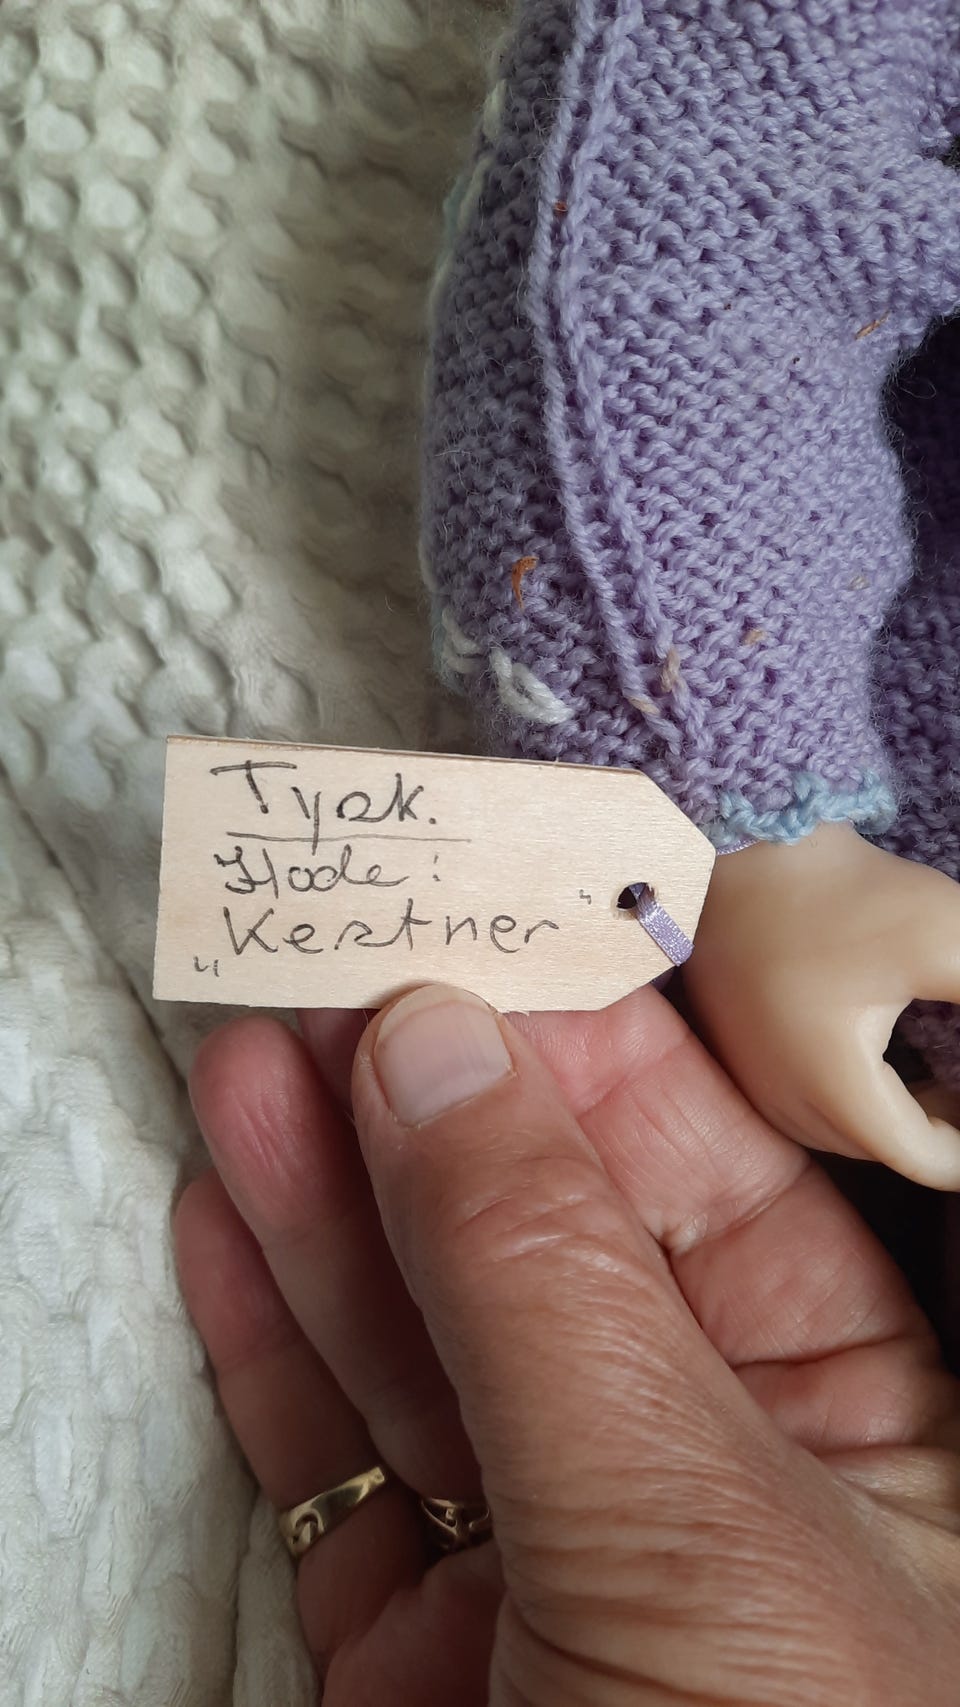 Tysk.
Hode:
„Kestner"